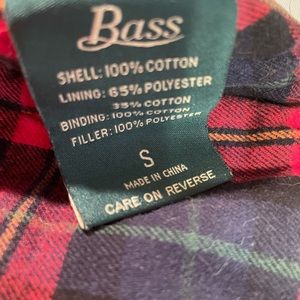 Bass
SHELL: 100% COTTON
LINING: 65% POLYESTER
35% COTTON
BINDING: 100% COTTON
FILLER: 100% POLYESTER
S
MADE IN CHINA
CARE ON REVERSE